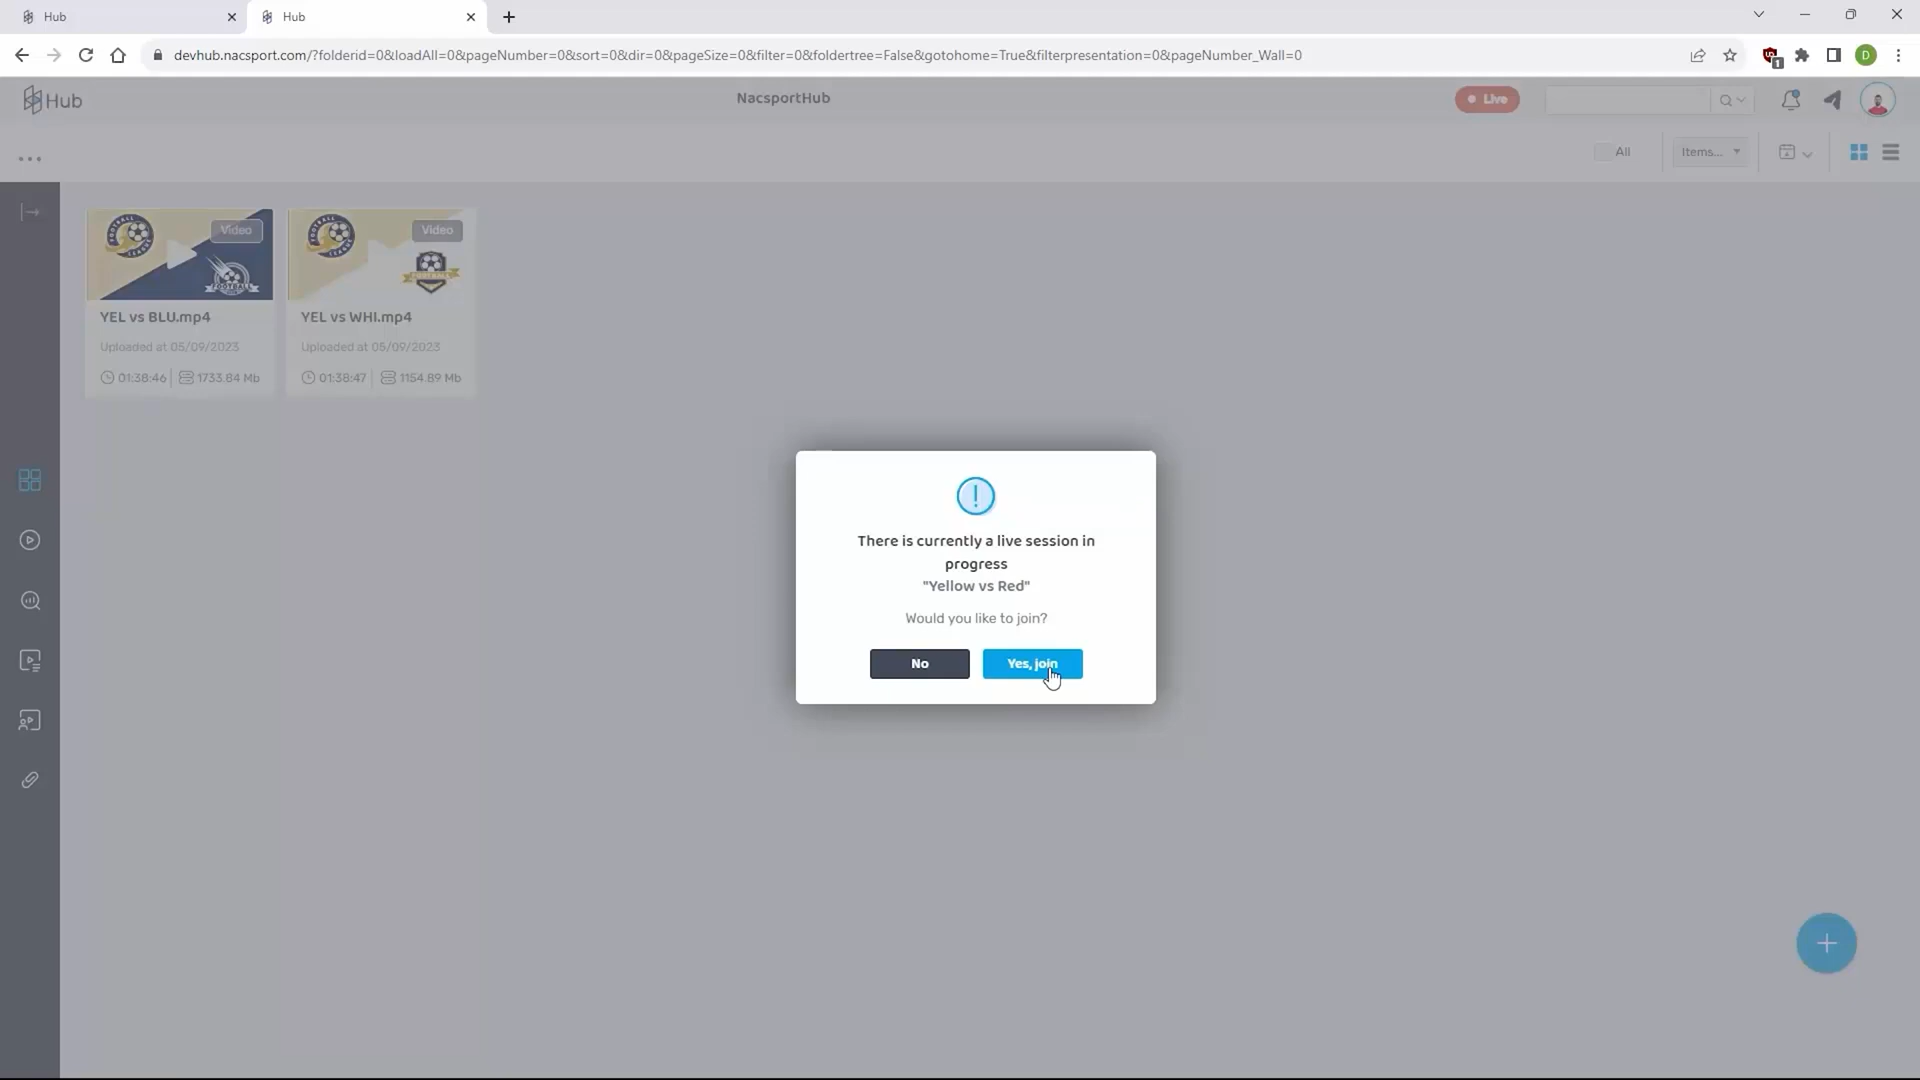 Hub
Hub
devhub.nacsport.com/?folderid=0&loadAll=0&pageNumber=0&sort=0&dir=0&pageSize=0&filter=0&foldertree=False&gotohome=True&filterpresentation=0&pageNumber_Wall=0
1
D
Hub
NacsportHub
Live
All
Items...
Video
Video
YEL vs BLU.mp4
YEL vs WHI.mp4
Uploaded at 05/09/2023
Uploaded at 05/09/2023
01:38:46
1733.84 Mb
01:38:47
1154.89 Mb
There is currently a live session in
progress
"Yellow vs Red"
Would you like to join?
No
Yes, join